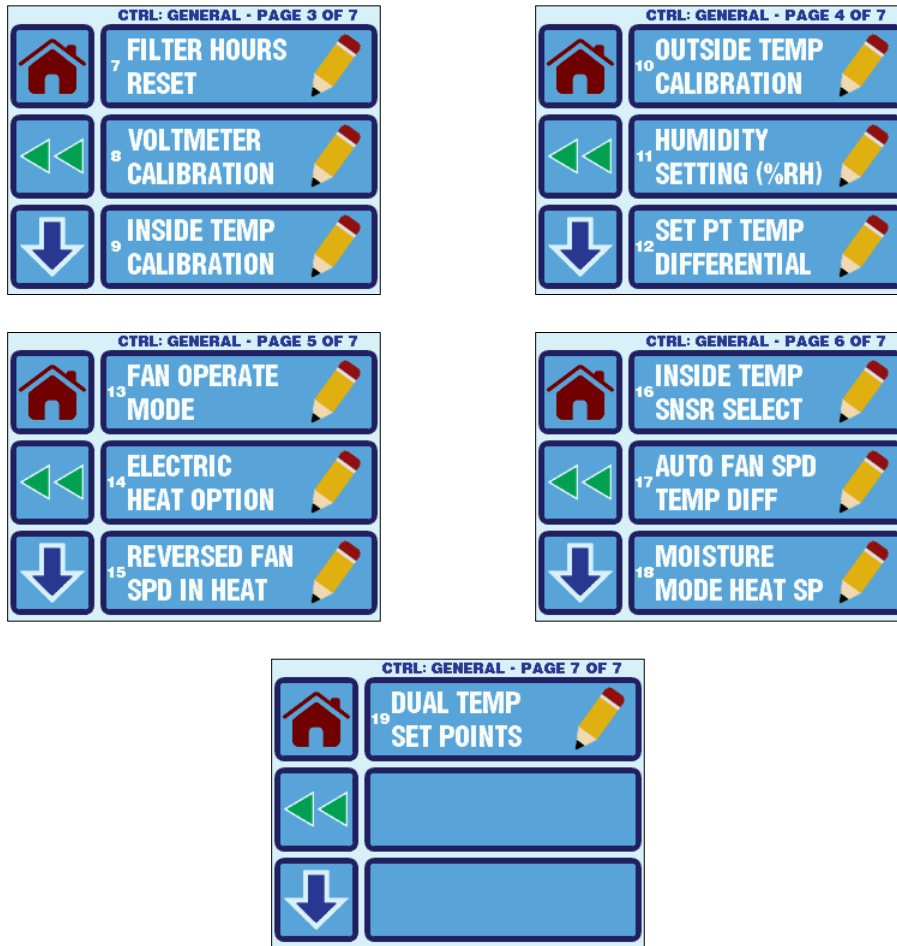 CTRL: GENERAL - PAGE 3 OF 7
7 FILTER HOURS
RESET
8 VOLTMETER
CALIBRATION
9 INSIDE TEMP
CALIBRATION
CTRL: GENERAL - PAGE 4 OF 7
10 OUTSIDE TEMP
CALIBRATION
11 HUMIDITY
SETTING (%RH)
12 SET PT TEMP
DIFFERENTIAL
CTRL: GENERAL - PAGE 5 OF 7
13 FAN OPERATE
MODE
14 ELECTRIC
HEAT OPTION
15 REVERSED FAN
SPD IN HEAT
CTRL: GENERAL - PAGE 6 OF 7
16 INSIDE TEMP
SNSR SELECT
17 AUTO FAN SPD
TEMP DIFF
18 MOISTURE
MODE HEAT SP
CTRL: GENERAL - PAGE 7 OF 7
19 DUAL TEMP
SET POINTS